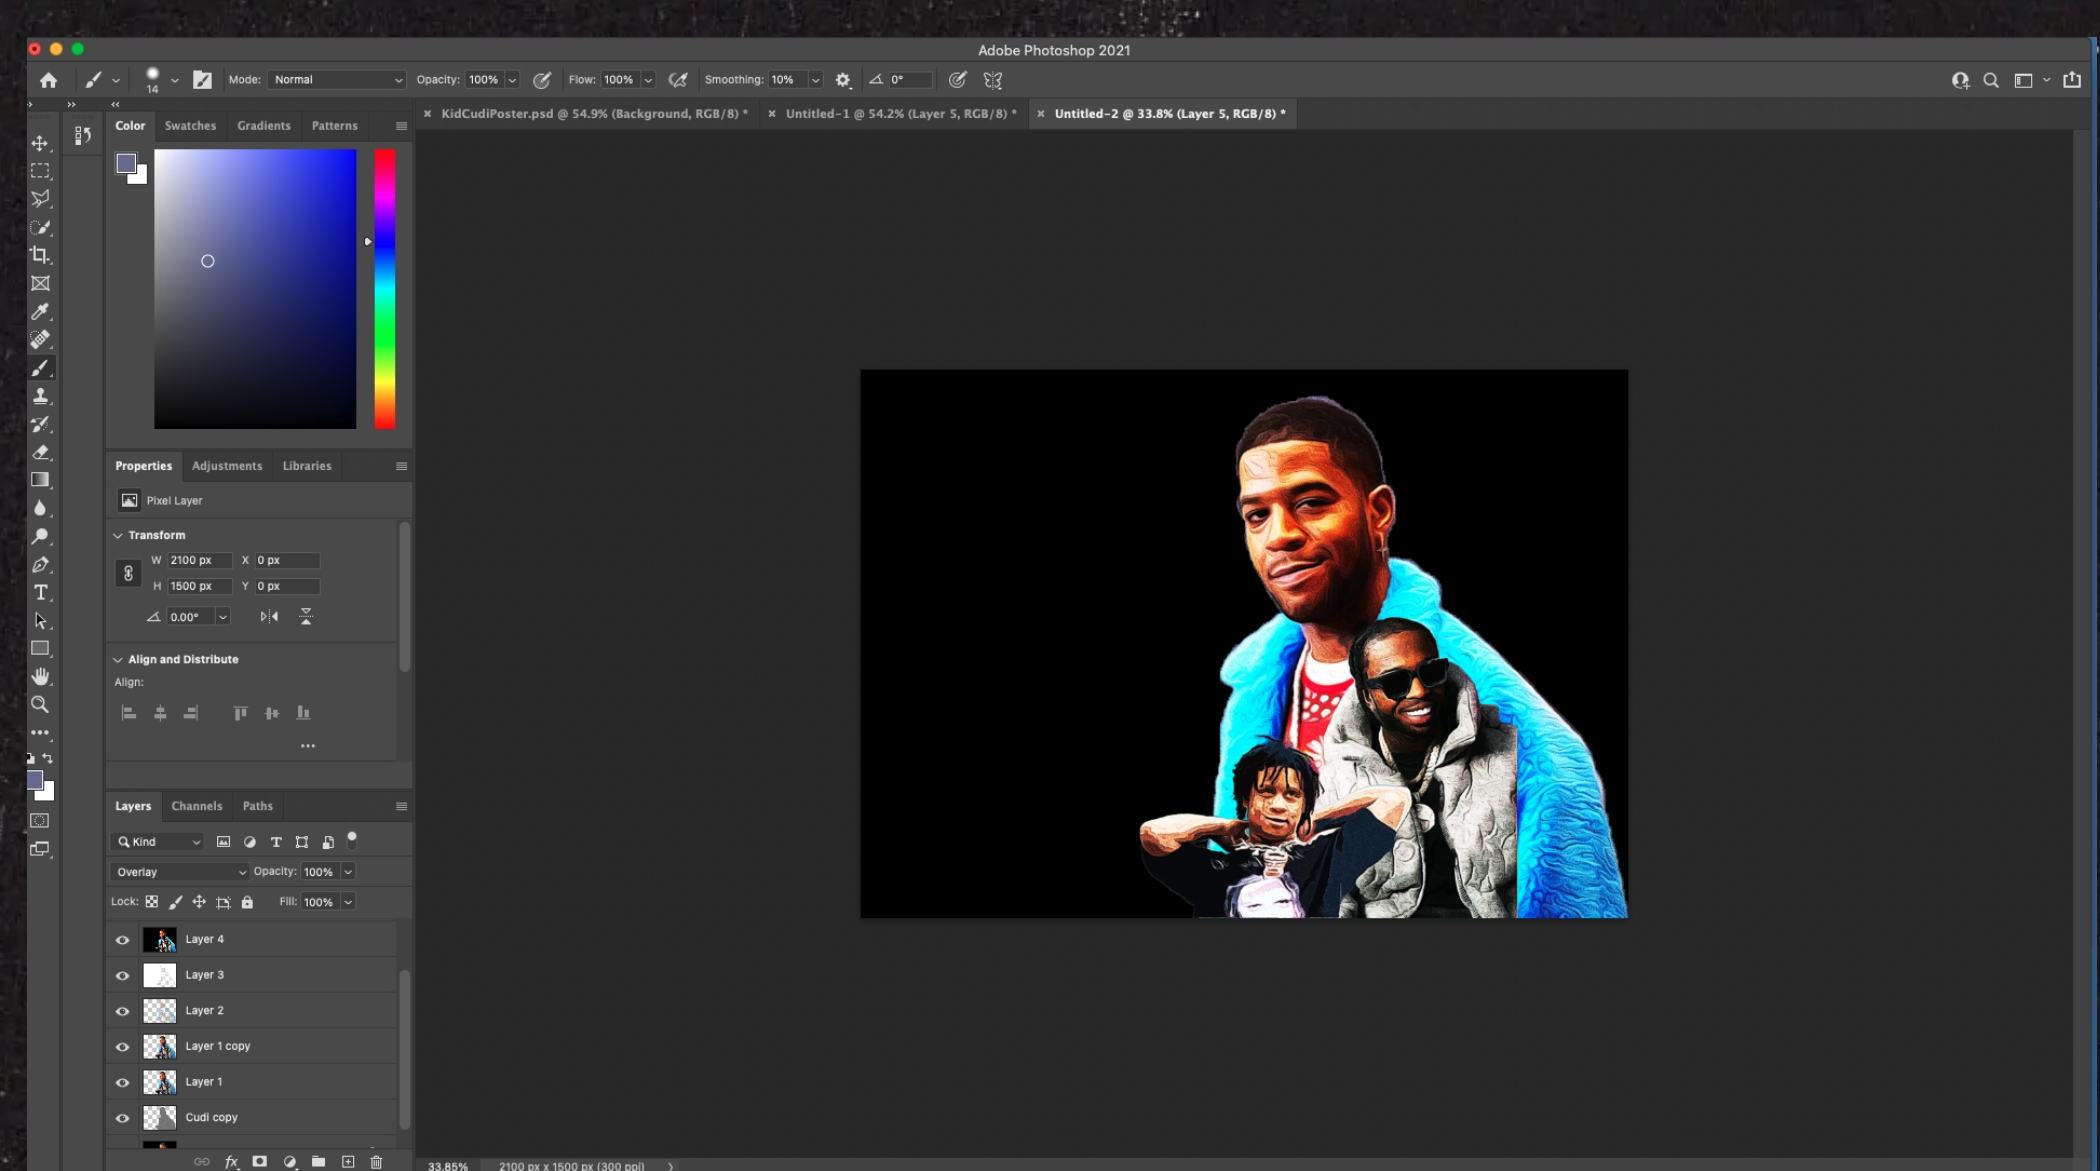 Adobe Photoshop 2021
14 Mode: Normal Opacity: 100% Flow: 100% Smoothing: 10% 0°
KidCudiPoster.psd @ 54.9% (Background, RGB/8) * Untitled-1 @ 54.2% (Layer 5, RGB/8) * Untitled-2 @ 33.8% (Layer 5, RGB/8) *
Color Swatches Gradients Patterns
Properties Adjustments Libraries
Pixel Layer
Transform
W 2100 px X 0 px
H 1500 px Y 0 px
0.00°
Align and Distribute
Align:
Layers Channels Paths
Kind
Overlay Opacity: 100%
Lock: Fill: 100%
Layer 4
Layer 3
Layer 2
Layer 1 copy
Layer 1
Cudi copy
fx
33.85% 2100 px x 1500 px (300 ppi)